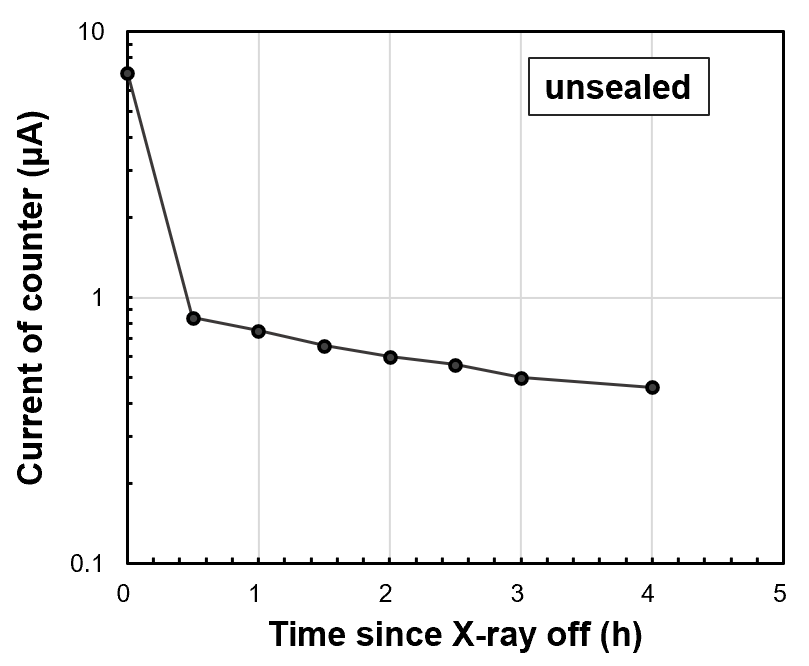 10
unsealed
Current of counter (μA)
1
0.1
0 1 2 3 4 5
Time since X-ray off (h)